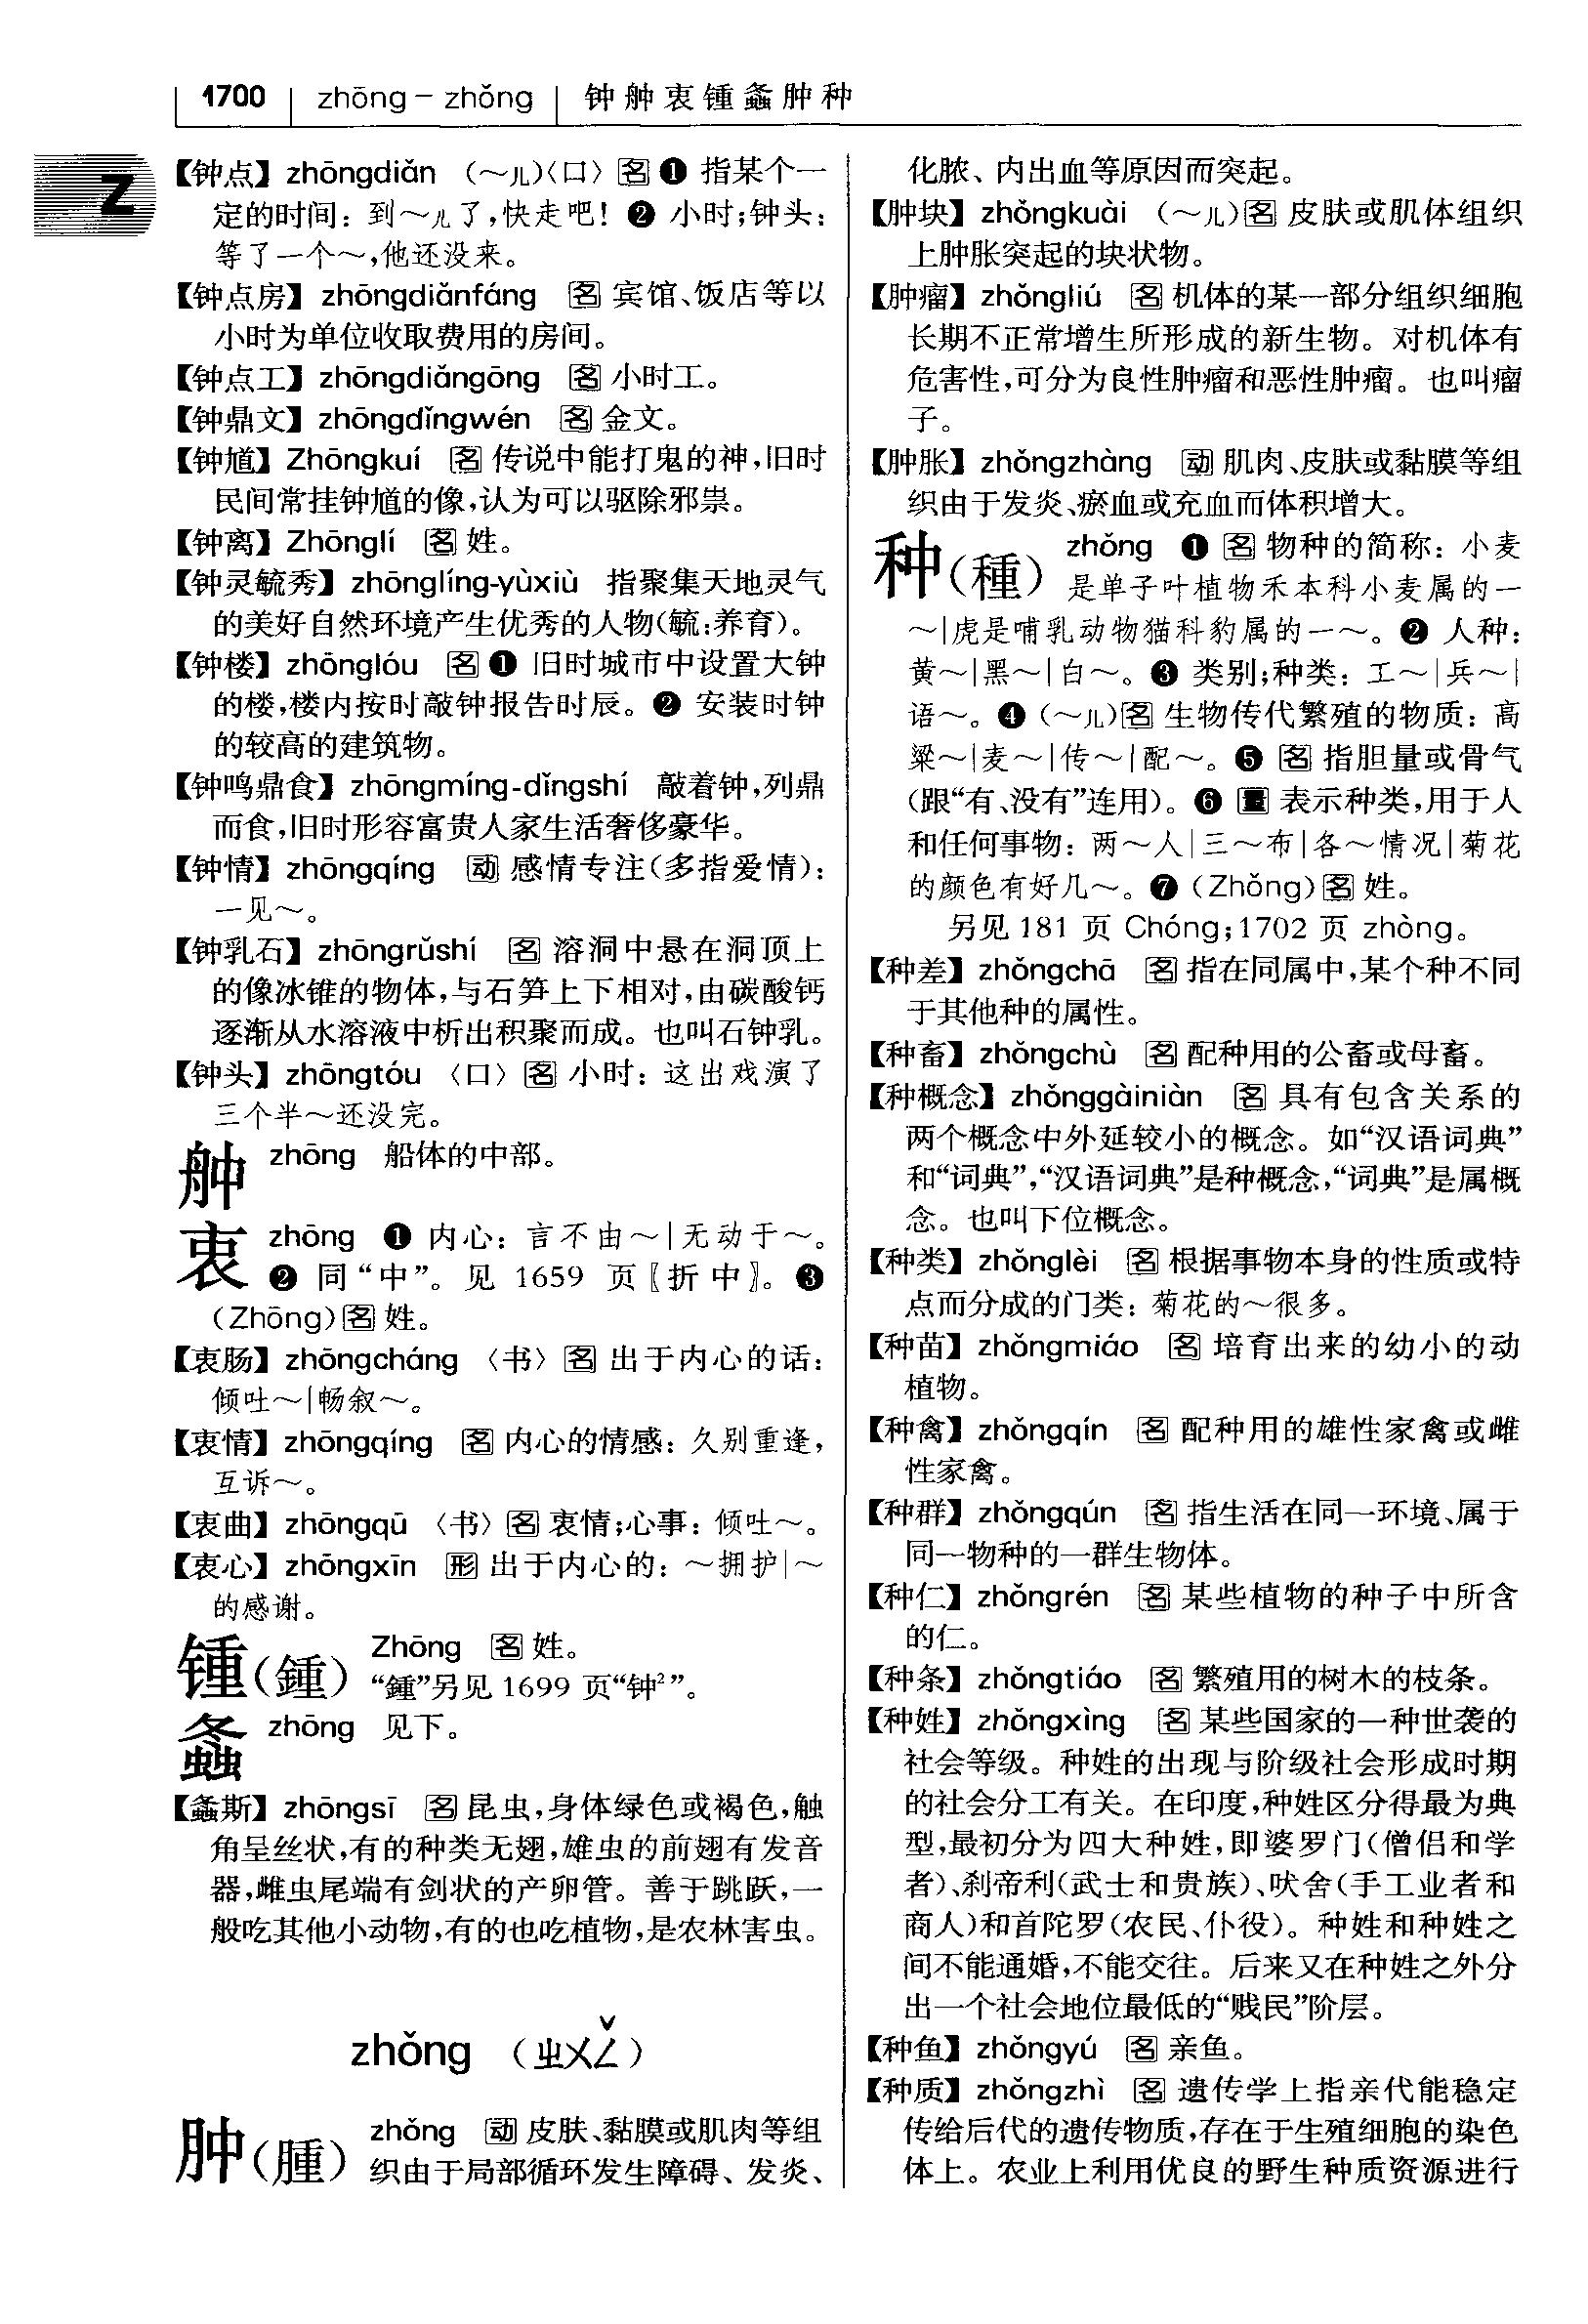 1700 zhōng – zhǒng 钟舯衷锺螽肿种
Z
【钟点】 zhōngdiǎn （～儿）〈口〉 名 ❶ 指某个一
定的时间：到～儿了，快走吧！ ❷ 小时；钟头：
等了一个～，他还没来。
【钟点房】 zhōngdiǎnfáng 名 宾馆、饭店等以
小时为单位收取费用的房间。
【钟点工】 zhōngdiǎngōng 名 小时工。
【钟鼎文】 zhōngdǐngwén 名 金文。
【钟馗】 Zhōngkuí 名 传说中能打鬼的神，旧时
民间常挂钟馗的像，认为可以驱除邪祟。
【钟离】 Zhōnglí 名 姓。
【钟灵毓秀】 zhōnglíng-yùxiù 指聚集天地灵气
的美好自然环境产生优秀的人物（毓：养育）。
【钟楼】 zhōnglóu 名 ❶ 旧时城市中设置大钟
的楼，楼内按时敲钟报告时辰。 ❷ 安装时钟
的较高的建筑物。
【钟鸣鼎食】 zhōngmíng-dǐngshí 敲着钟，列鼎
而食，旧时形容富贵人家生活奢侈豪华。
【钟情】 zhōngqíng 动 感情专注（多指爱情）：
一见～。
【钟乳石】 zhōngrǔshí 名 溶洞中悬在洞顶上
的像冰锥的物体，与石笋上下相对，由碳酸钙
逐渐从水溶液中析出积聚而成。也叫石钟乳。
【钟头】 zhōngtóu 〈口〉 名 小时：这出戏演了
三个半～还没完。
舯 zhōng 船体的中部。
衷 zhōng ❶ 内心：言不由～|无动于～。
❷ 同“中”。见 1659 页〖折中〗。 ❸
（Zhōng） 名 姓。
【衷肠】 zhōngcháng 〈书〉 名 出于内心的话：
倾吐～|畅叙～。
【衷情】 zhōngqíng 名 内心的情感：久别重逢，
互诉～。
【衷曲】 zhōngqū 〈书〉 名 衷情；心事：倾吐～。
【衷心】 zhōngxīn 形 出于内心的：～拥护|～
的感谢。
锺（鍾） Zhōng 名 姓。
“鍾”另见 1699 页“钟²”。
螽 zhōng 见下。
【螽斯】 zhōngsī 名 昆虫，身体绿色或褐色，触
角呈丝状，有的种类无翅，雄虫的前翅有发音
器，雌虫尾端有剑状的产卵管。善于跳跃，一
般吃其他小动物，有的也吃植物，是农林害虫。
zhǒng （ㄓㄨㄥˇ）
肿（腫） zhǒng 动 皮肤、黏膜或肌肉等组
织由于局部循环发生障碍、发炎、
化脓、内出血等原因而突起。
【肿块】 zhǒngkuài （～儿） 名 皮肤或肌体组织
上肿胀突起的块状物。
【肿瘤】 zhǒngliú 名 机体的某一部分组织细胞
长期不正常增生所形成的新生物。对机体有
危害性，可分为良性肿瘤和恶性肿瘤。也叫瘤
子。
【肿胀】 zhǒngzhàng 动 肌肉、皮肤或黏膜等组
织由于发炎、瘀血或充血而体积增大。
种（種） zhǒng ❶ 名 物种的简称：小麦
是单子叶植物禾本科小麦属的一
～|虎是哺乳动物猫科豹属的一～。 ❷ 人种：
黄～|黑～|白～。 ❸ 类别；种类：工～|兵～|
语～。 ❹ （～儿） 名 生物传代繁殖的物质：高
粱～|麦～|传～|配～。 ❺ 名 指胆量或骨气
（跟“有、没有”连用）。 ❻ 量 表示种类，用于人
和任何事物：两～人|三～布|各～情况|菊花
的颜色有好几～。 ❼ （Zhǒng） 名 姓。
另见 181 页 Chóng；1702 页 zhòng。
【种差】 zhǒngchā 名 指在同属中，某个种不同
于其他种的属性。
【种畜】 zhǒngchù 名 配种用的公畜或母畜。
【种概念】 zhǒnggàiniàn 名 具有包含关系的
两个概念中外延较小的概念。如“汉语词典”
和“词典”，“汉语词典”是种概念，“词典”是属概
念。也叫下位概念。
【种类】 zhǒnglèi 名 根据事物本身的性质或特
点而分成的门类：菊花的～很多。
【种苗】 zhǒngmiáo 名 培育出来的幼小的动
植物。
【种禽】 zhǒngqín 名 配种用的雄性家禽或雌
性家禽。
【种群】 zhǒngqún 名 指生活在同一环境、属于
同一物种的一群生物体。
【种仁】 zhǒngrén 名 某些植物的种子中所含
的仁。
【种条】 zhǒngtiáo 名 繁殖用的树木的枝条。
【种姓】 zhǒngxìng 名 某些国家的一种世袭的
社会等级。种姓的出现与阶级社会形成时期
的社会分工有关。在印度，种姓区分得最为典
型，最初分为四大种姓，即婆罗门（僧侣和学
者）、刹帝利（武士和贵族）、吠舍（手工业者和
商人）和首陀罗（农民、仆役）。种姓和种姓之
间不能通婚，不能交往。后来又在种姓之外分
出一个社会地位最低的“贱民”阶层。
【种鱼】 zhǒngyú 名 亲鱼。
【种质】 zhǒngzhì 名 遗传学上指亲代能稳定
传给后代的遗传物质，存在于生殖细胞的染色
体上。农业上利用优良的野生种质资源进行